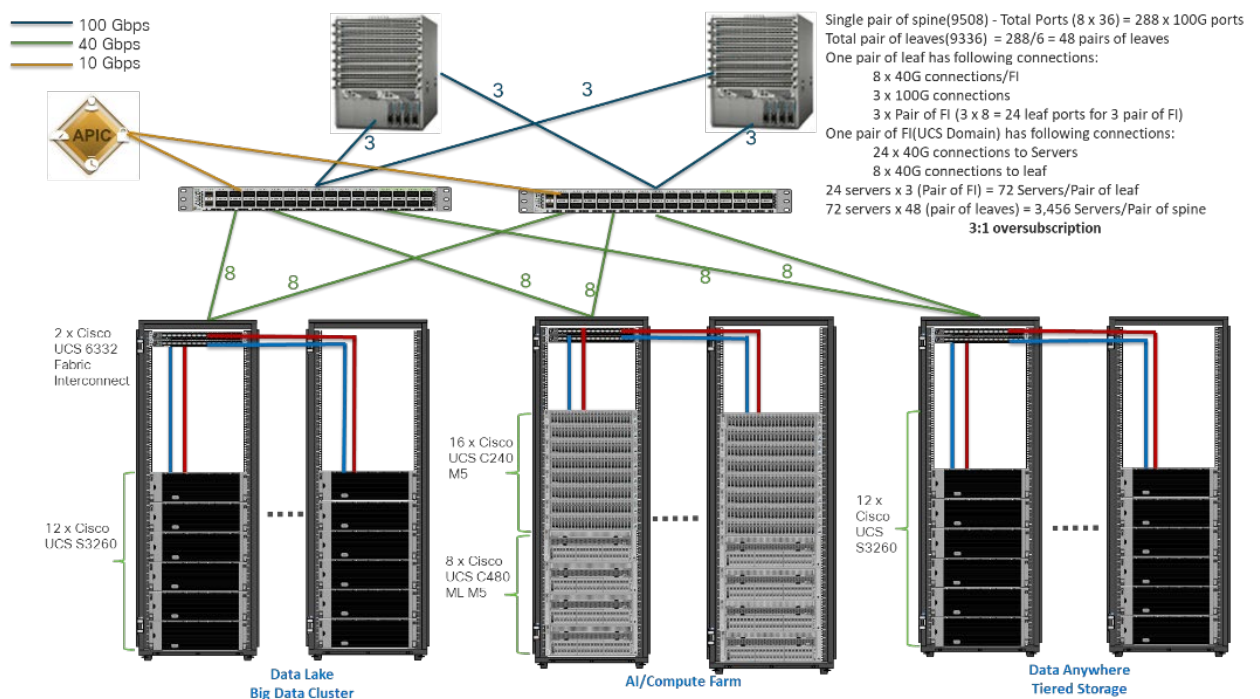 100 Gbps
40 Gbps
10 Gbps
Single pair of spine(9508) - Total Ports (8 x 36) = 288 x 100G ports
Total pair of leaves(9336) = 288/6 = 48 pairs of leaves
One pair of leaf has following connections:
8 x 40G connections/FI
3 x 100G connections
3 x Pair of FI (3 x 8 = 24 leaf ports for 3 pair of FI)
One pair of FI(UCS Domain) has following connections:
24 x 40G connections to Servers
8 x 40G connections to leaf
24 servers x 3 (Pair of FI) = 72 Servers/Pair of leaf
72 servers x 48 (pair of leaves) = 3,456 Servers/Pair of spine
3:1 oversubscription
APIC
3
3
3
3
8
8
8
8
8
8
2 x Cisco
UCS 6332
Fabric
Interconnect
12 x Cisco
UCS S3260
16 x Cisco
UCS C240
M5
8 x Cisco
UCS C480
ML M5
12 x
Cisco
UCS
S3260
Data Lake
Big Data Cluster
AI/Compute Farm
Data Anywhere
Tiered Storage